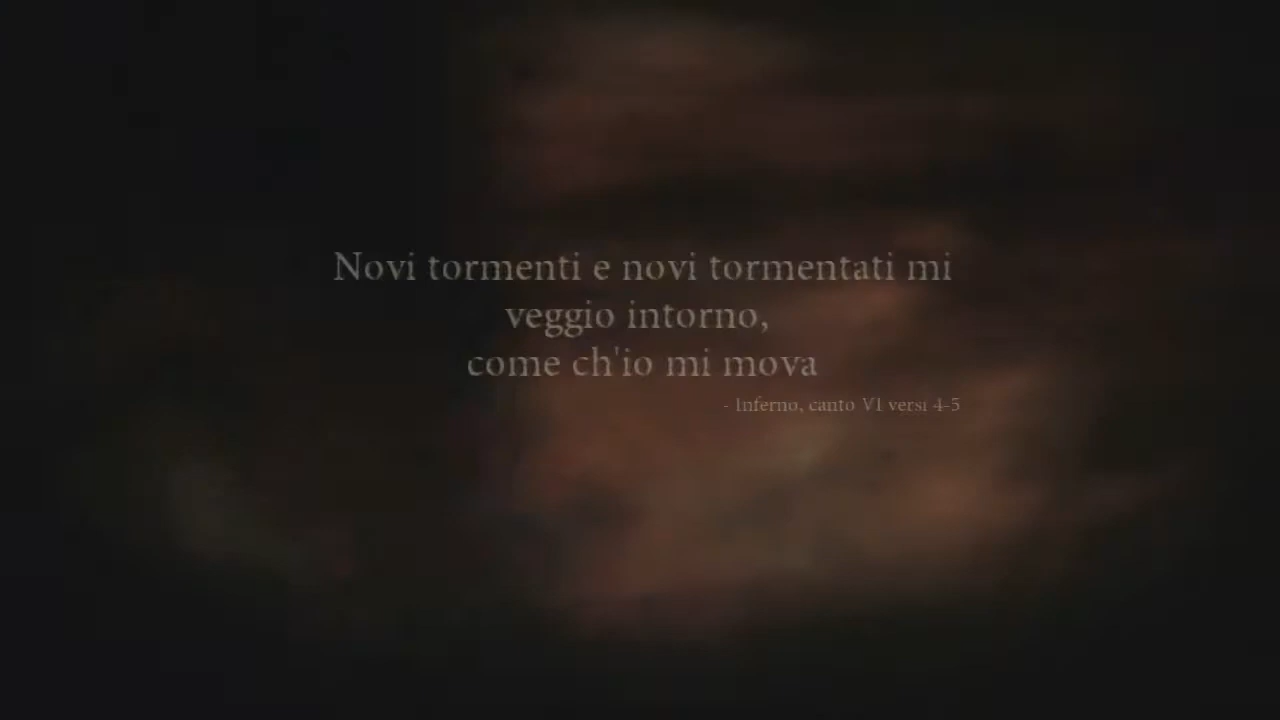 Novi tormenti e novi tormentati mi
veggio intorno,
come ch'io mi mova
- Inferno, canto VI versi 4-5